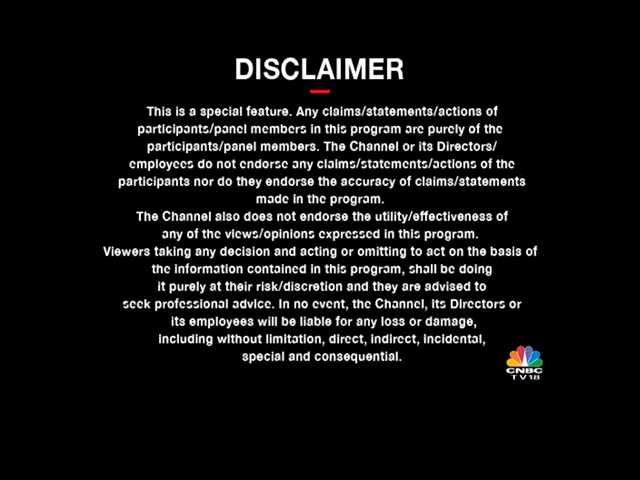 DISCLAIMER
This is a special feature. Any claims/statements/actions of
participants/panel members in this program are purely of the
participants/panel members. The Channel or its Directors/
employees do not endorse any claims/statements/actions of the
participants nor do they endorse the accuracy of claims/statements
made in the program.
The Channel also does not endorse the utility/effectiveness of
any of the views/opinions expressed in this program.
Viewers taking any decision and acting or omitting to act on the basis of
the information contained in this program, shall be doing
it purely at their risk/discretion and they are advised to
seek professional advice. In no event, the Channel, its Directors or
its employees will be liable for any loss or damage,
including without limitation, direct, indirect, incidental,
special and consequential.
CNBC
TV18